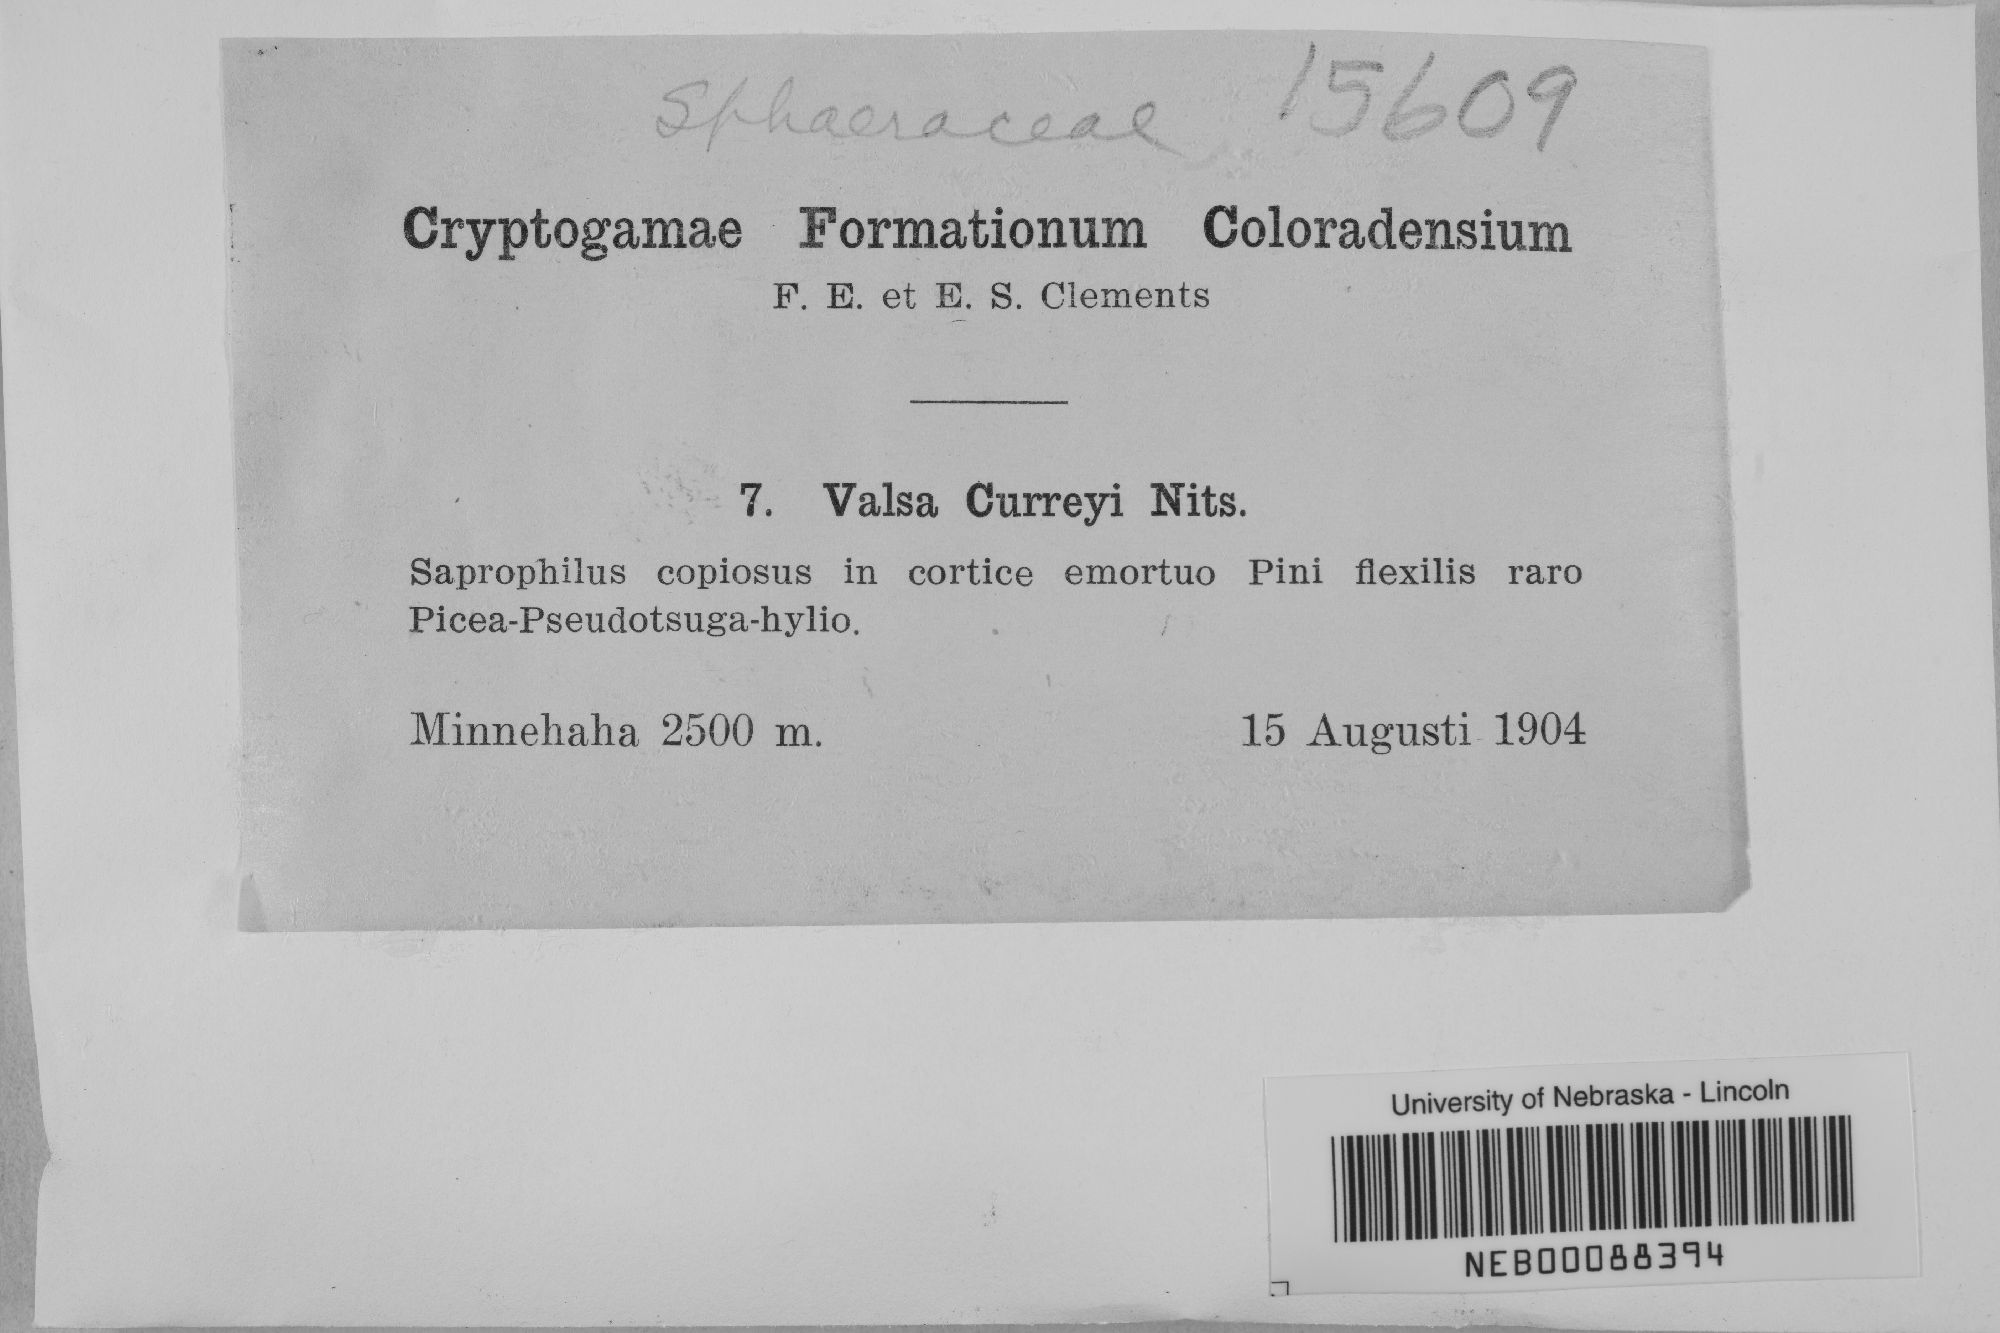 Sphaeraceae 15609
Cryptogamae Formationum Coloradensium
F. E. et E. S. Clements
7. Valsa Curreyi Nits.
Saprophilus copiosus in cortice emortuo Pini flexilis raro
Picea-Pseudotsuga-hylio.
Minnehaha 2500 m. 15 Augusti 1904
University of Nebraska - Lincoln
NEB00088394